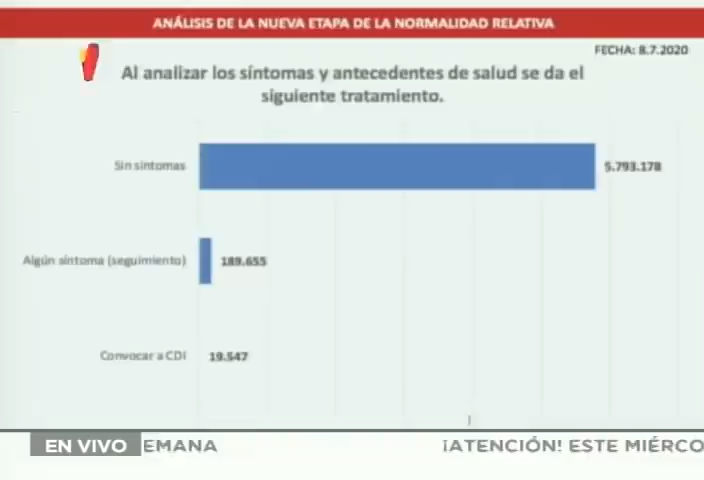 ANÁLISIS DE LA NUEVA ETAPA DE LA NORMALIDAD RELATIVA
FECHA: 8.7.2020
Al analizar los síntomas y antecedentes de salud se da el
siguiente tratamiento.
Sin síntomas 5.793.178
Algún síntoma (seguimiento) 189.655
Convocar a CDI 19.547
EN VIVO EMANA ¡ATENCIÓN! ESTE MIÉRCO